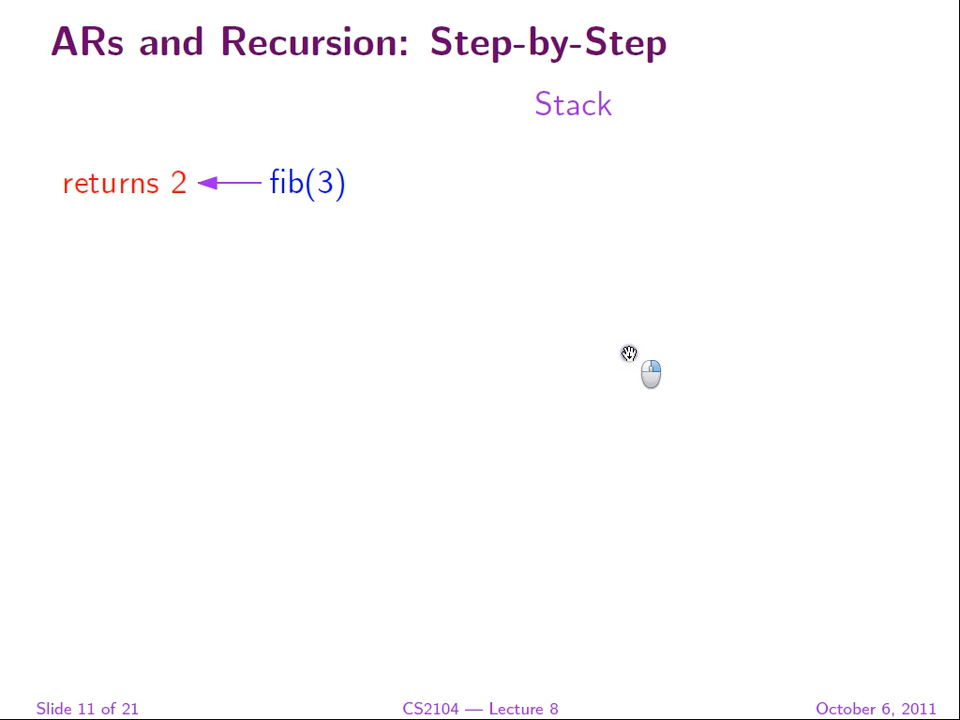 ARs and Recursion: Step-by-Step
Stack
returns 2 fib(3)
Slide 11 of 21 CS2104 — Lecture 8 October 6, 2011